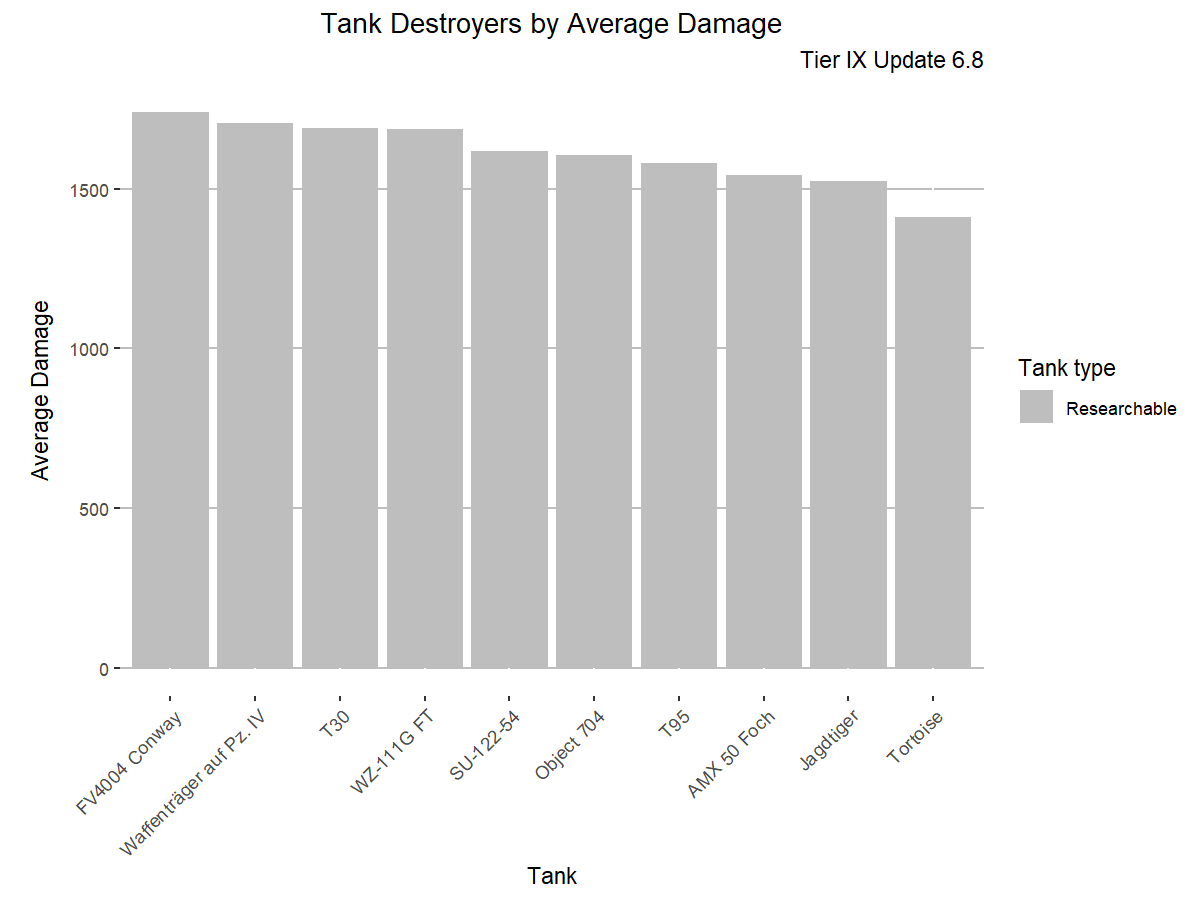 Tank Destroyers by Average Damage
Tier IX Update 6.8
Average Damage
1500
1000
500
0
FV4004 Conway
Waffenträger auf Pz. IV
T30
WZ-111G FT
SU-122-54
Object 704
T95
AMX 50 Foch
Jagdtiger
Tortoise
Tank
Tank type
Researchable